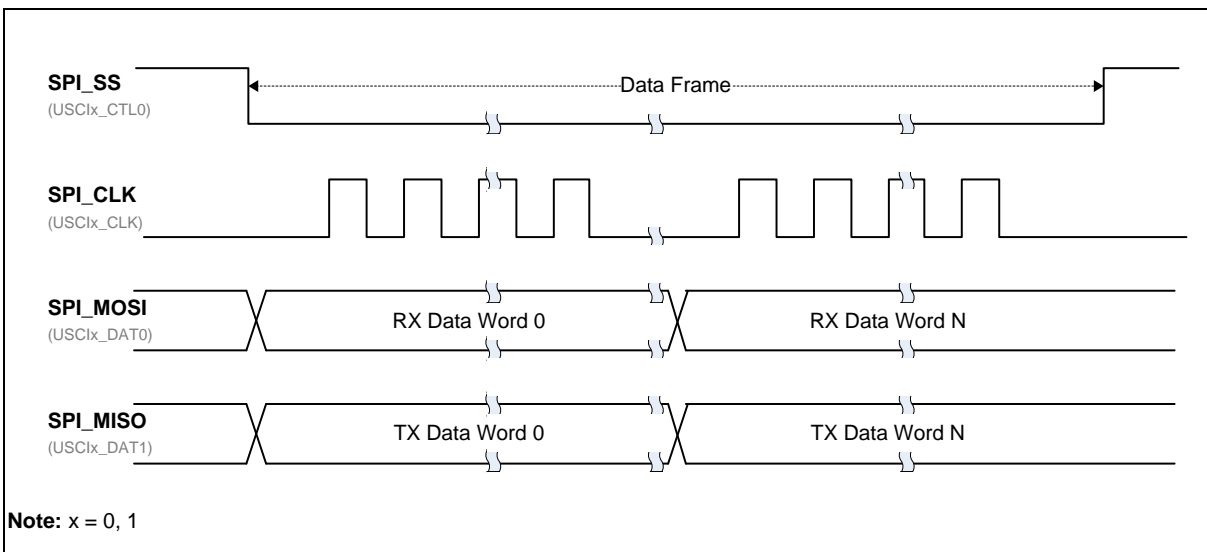 SPI_SS
(USCIx_CTL0)
Data Frame
SPI_CLK
(USCIx_CLK)
SPI_MOSI
(USCIx_DAT0)
RX Data Word 0
RX Data Word N
SPI_MISO
(USCIx_DAT1)
TX Data Word 0
TX Data Word N
Note: x = 0, 1